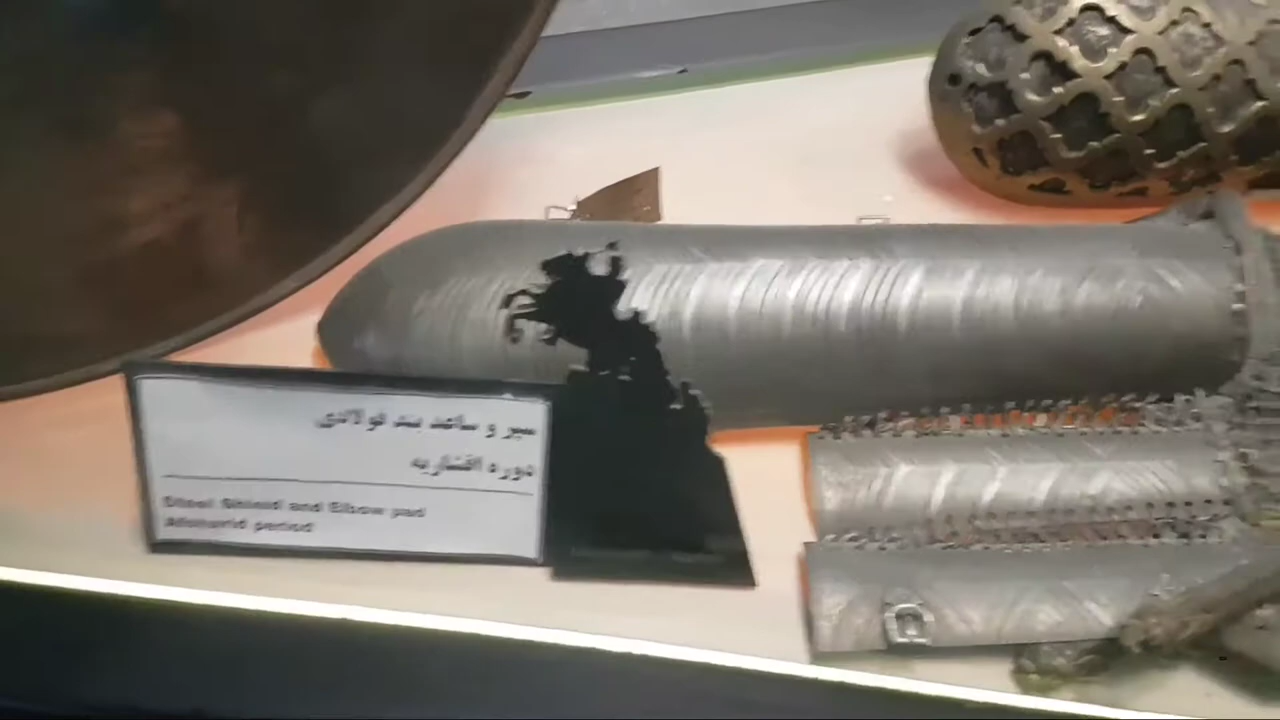 سپر و ساعد بند فولادی
دوره افشاریه
Steel Shield and Elbow pad
Afsharid period